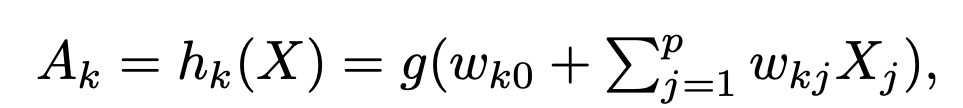 $A_k = h_k(X) = g(w_{k0} + \sum_{j=1}^{p} w_{kj} X_j),$